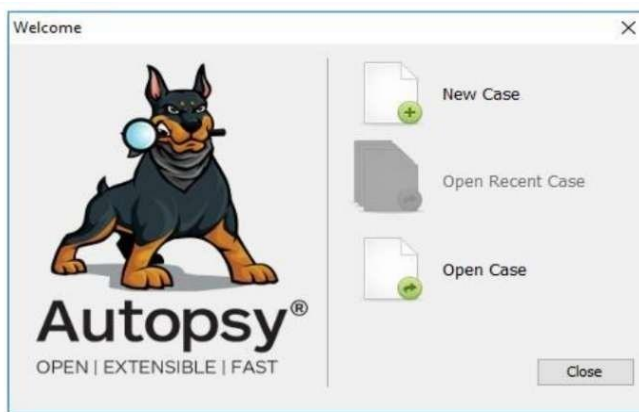 Welcome
New Case
Open Recent Case
Open Case
Autopsy®
OPEN | EXTENSIBLE | FAST
Close